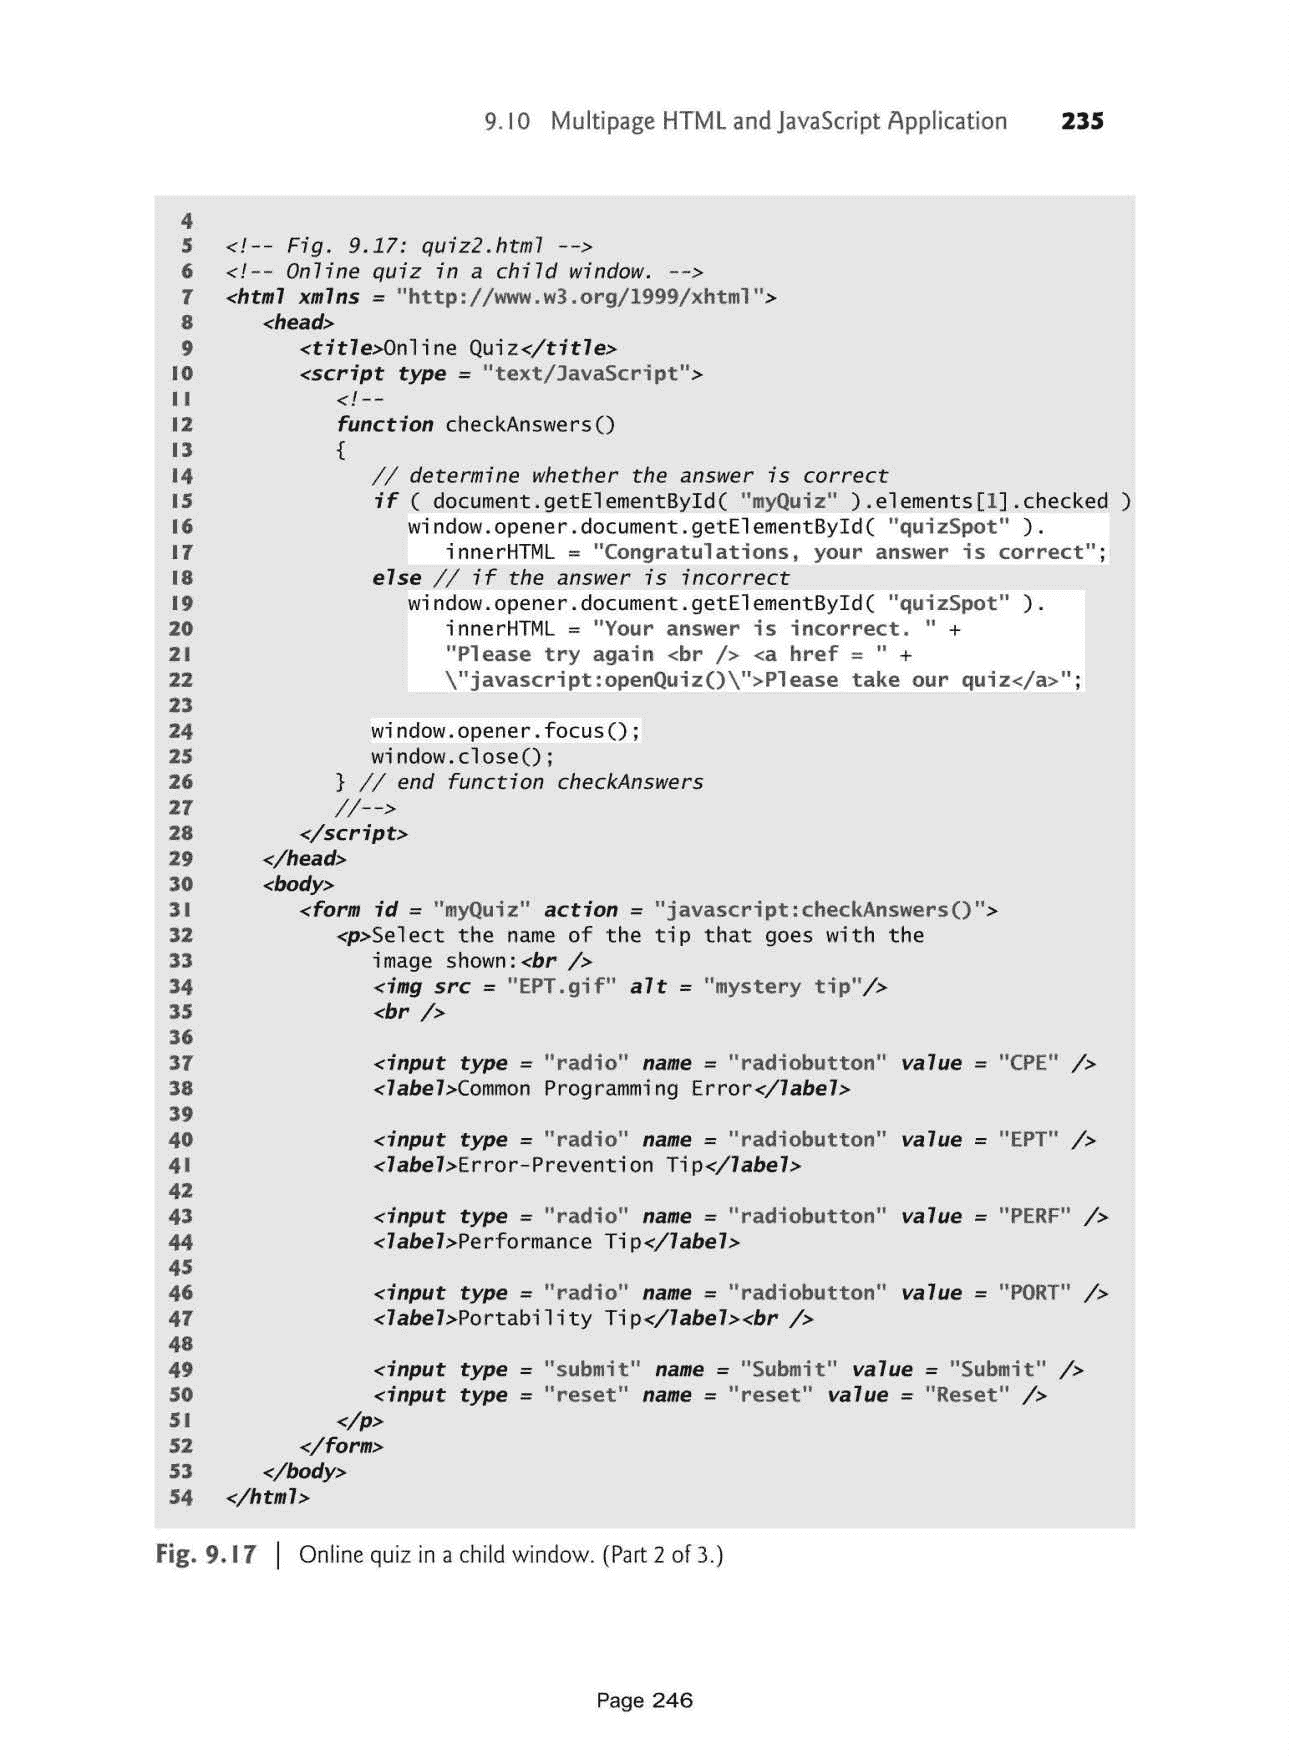 9.10 Multipage HTML and JavaScript Application 235
4
5 <!-- Fig. 9.17: quiz2.html -->
6 <!-- Online quiz in a child window. -->
7 <html xmlns = "http://www.w3.org/1999/xhtml">
8 <head>
9 <title>Online Quiz</title>
10 <script type = "text/JavaScript">
11 <!--
12 function checkAnswers()
13 {
14 // determine whether the answer is correct
15 if ( document.getElementById( "myQuiz" ).elements[1].checked )
16 window.opener.document.getElementById( "quizSpot" ).
17 innerHTML = "Congratulations, your answer is correct";
18 else // if the answer is incorrect
19 window.opener.document.getElementById( "quizSpot" ).
20 innerHTML = "Your answer is incorrect. " +
21 "Please try again <br /> <a href = " +
22 \"javascript:openQuiz()\">Please take our quiz</a>";
23
24 window.opener.focus();
25 window.close();
26 } // end function checkAnswers
27 //-->
28 </script>
29 </head>
30 <body>
31 <form id = "myQuiz" action = "javascript:checkAnswers()">
32 <p>Select the name of the tip that goes with the
33 image shown:<br />
34 <img src = "EPT.gif" alt = "mystery tip"/>
35 <br />
36
37 <input type = "radio" name = "radiobutton" value = "CPE" />
38 <label>Common Programming Error</label>
39
40 <input type = "radio" name = "radiobutton" value = "EPT" />
41 <label>Error-Prevention Tip</label>
42
43 <input type = "radio" name = "radiobutton" value = "PERF" />
44 <label>Performance Tip</label>
45
46 <input type = "radio" name = "radiobutton" value = "PORT" />
47 <label>Portability Tip</label><br />
48
49 <input type = "submit" name = "Submit" value = "Submit" />
50 <input type = "reset" name = "reset" value = "Reset" />
51 </p>
52 </form>
53 </body>
54 </html>
Fig. 9.17 | Online quiz in a child window. (Part 2 of 3.)
Page 246